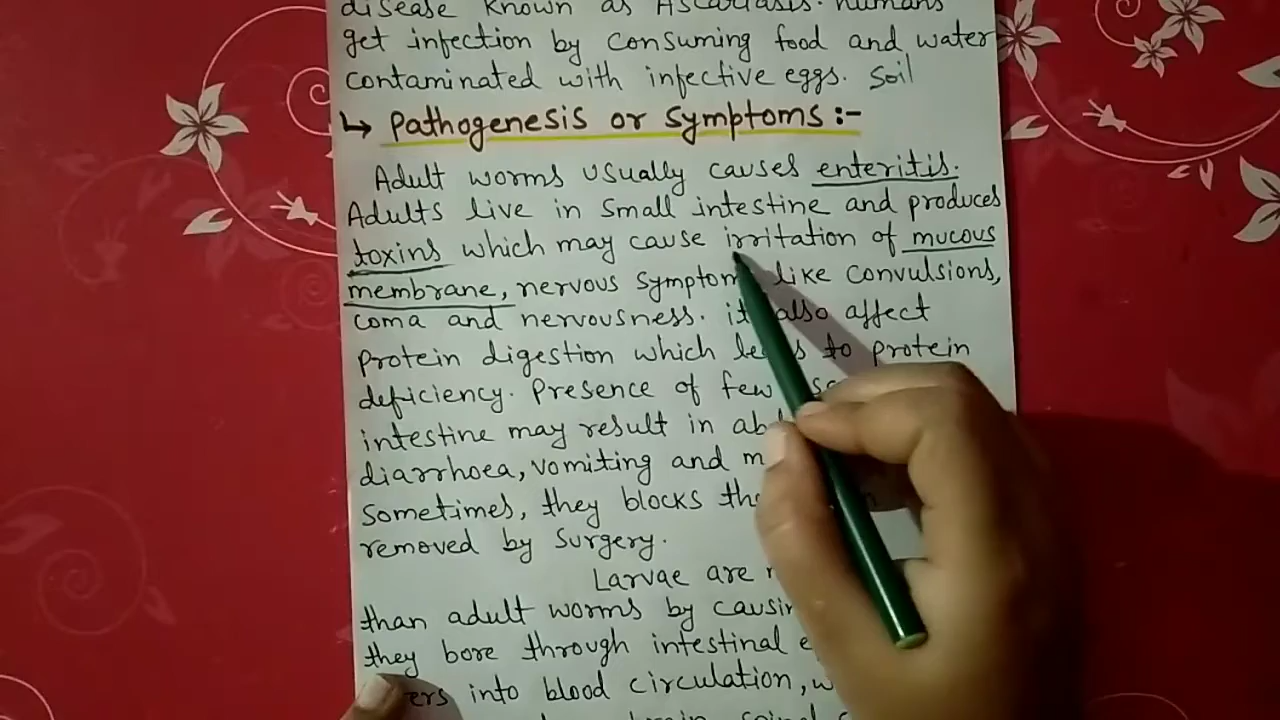 disease known as Ascariasis. Humans
get infection by consuming food and water
contaminated with infective eggs. Soil
↳ Pathogenesis or Symptoms :-
Adult worms usually causes enteritis.
Adults live in small intestine and produces
toxins which may cause irritation of mucous
membrane, nervous symptom like convulsions,
coma and nervousness. it also affect
protein digestion which to protein
deficiency. Presence of few
intestine may result in
diarrhoea, vomiting and
Sometimes, they blocks
removed by surgery.
Larvae are
than adult worms by
they bore through intestinal
into blood circulation,